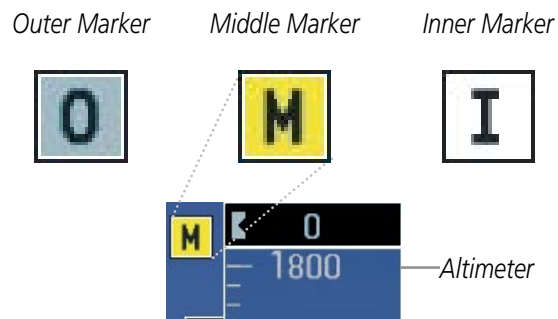 Outer Marker Middle Marker Inner Marker
O M I
M 0
1800 Altimeter